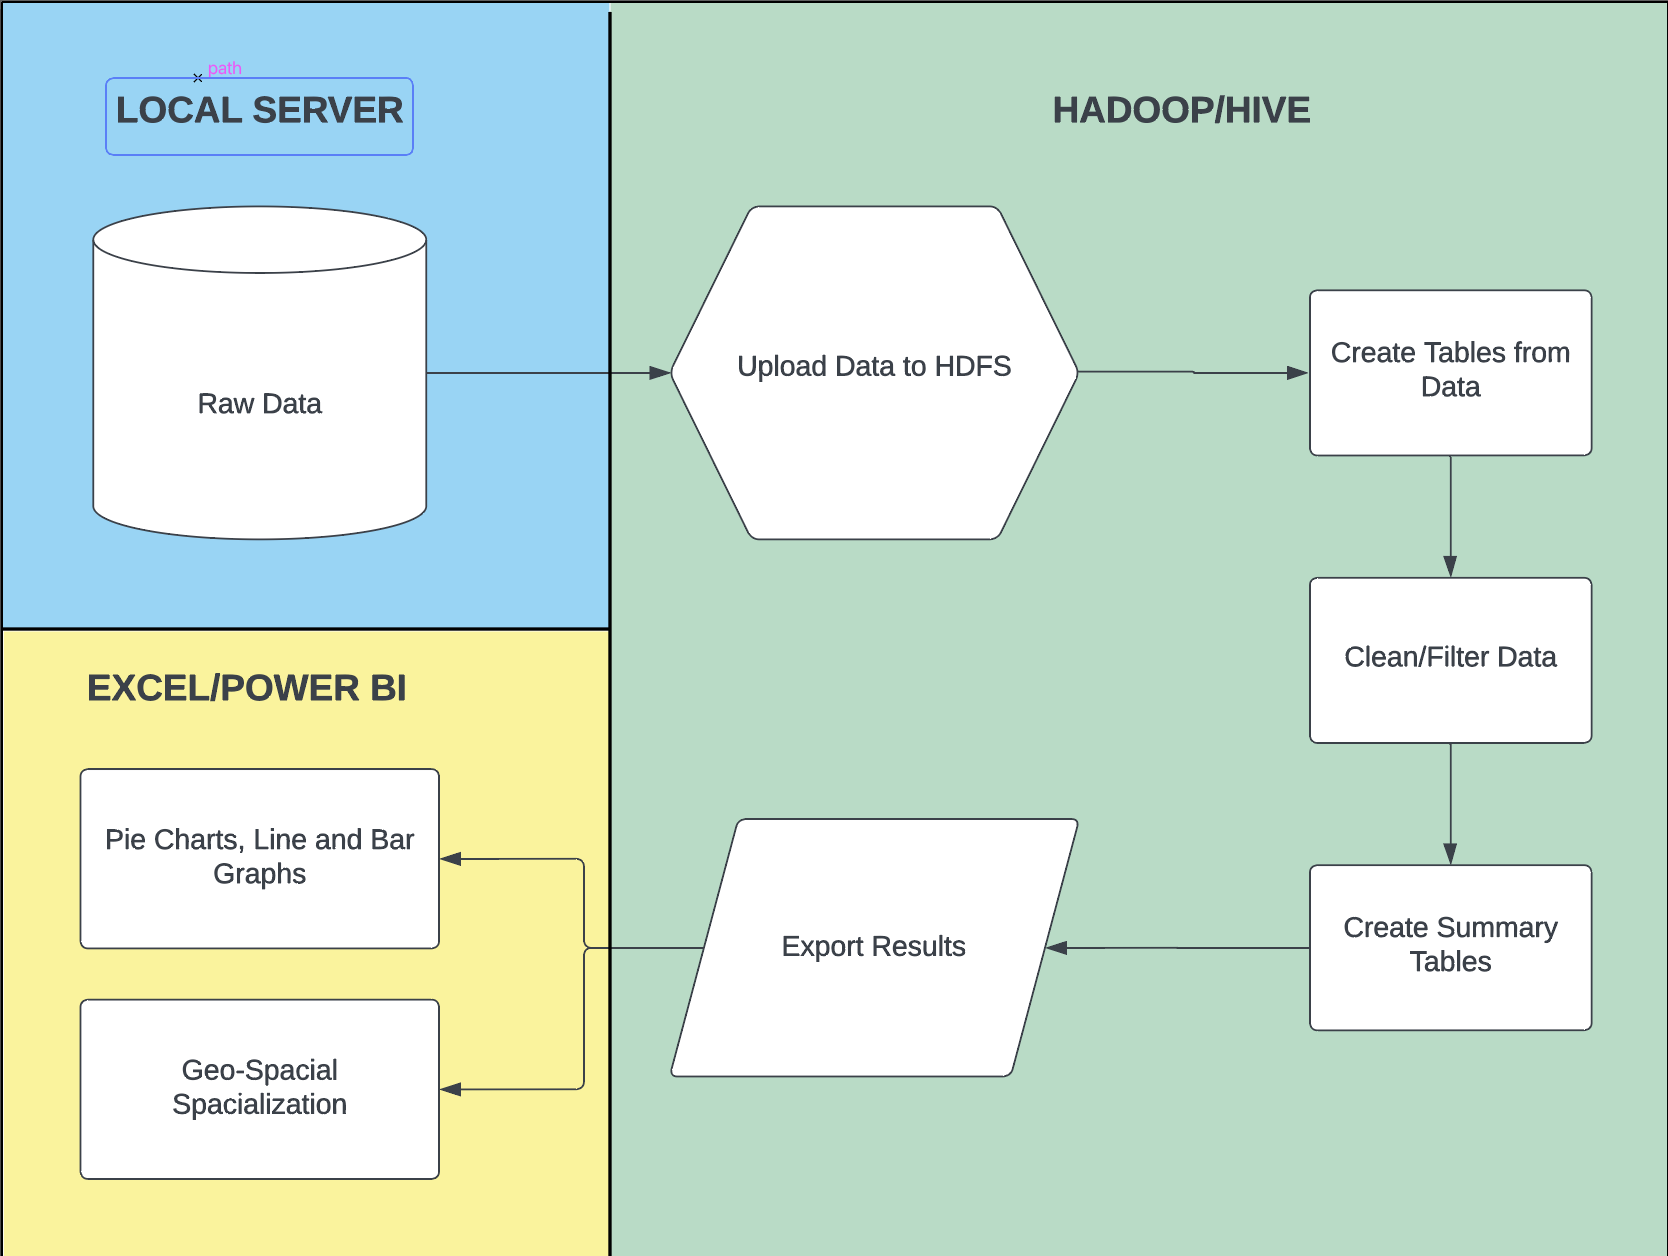 path
LOCAL SERVER
HADOOP/HIVE
Raw Data
Upload Data to HDFS
Create Tables from
Data
Clean/Filter Data
Create Summary
Tables
Export Results
EXCEL/POWER BI
Pie Charts, Line and Bar
Graphs
Geo-Spacial
Spacialization